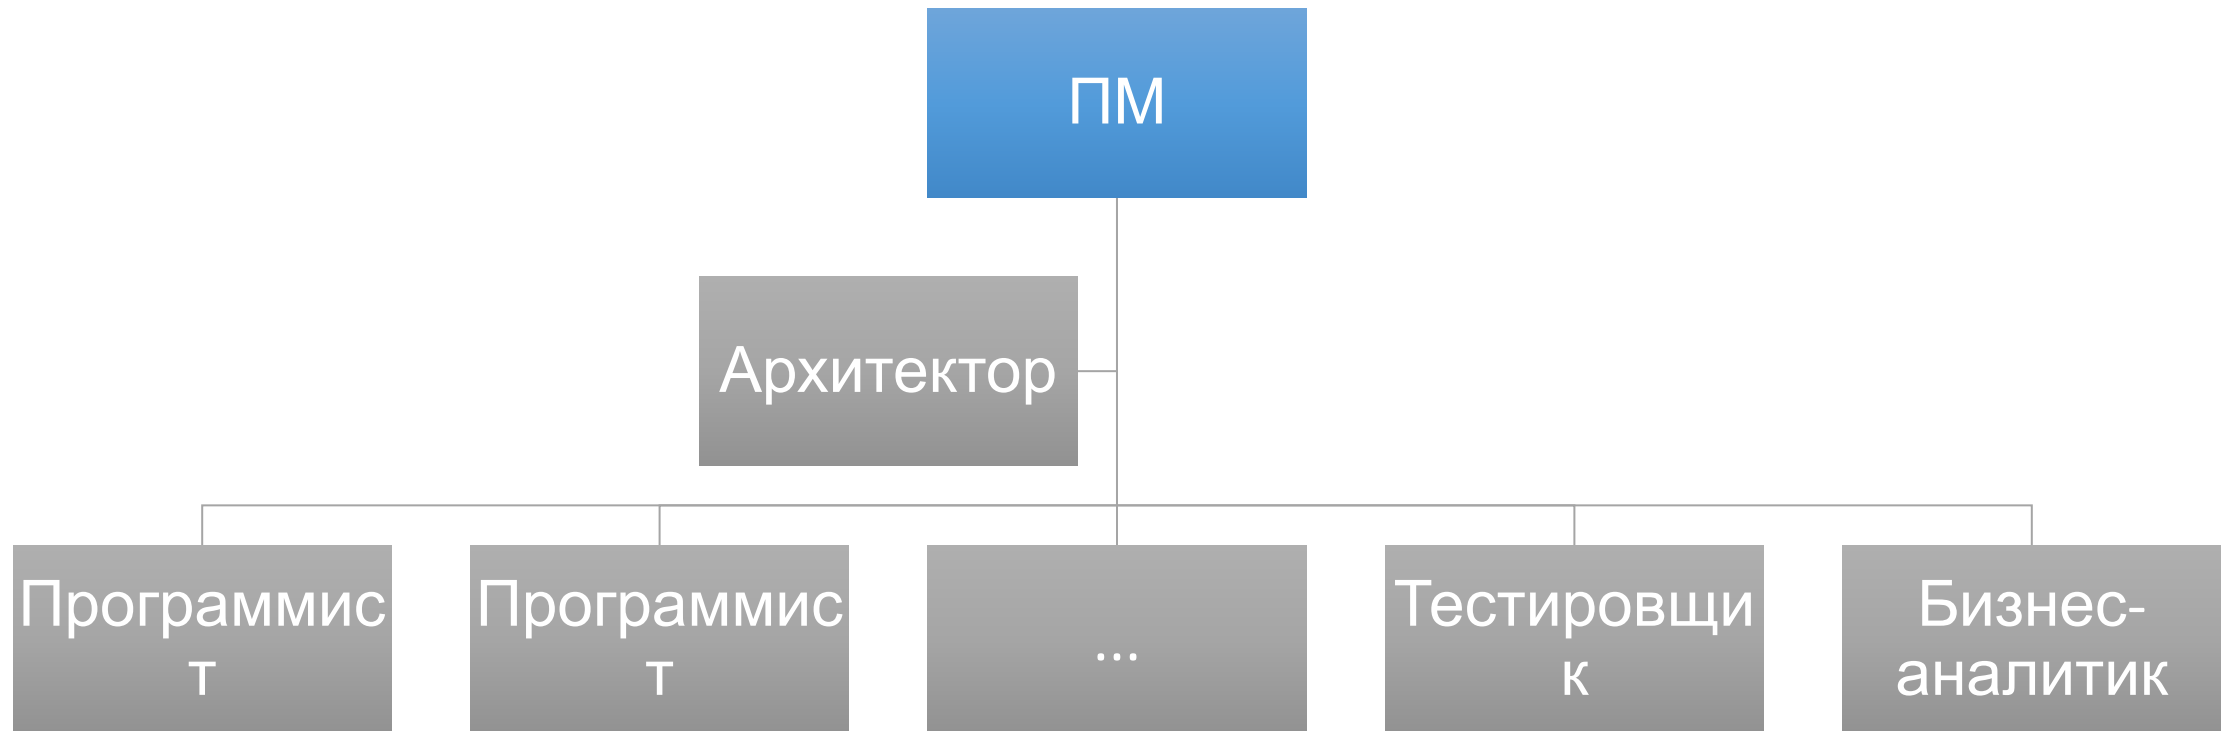 ПМ
Архитектор
Программис
т
Программис
т
...
Тестировщи
к
Бизнес-
аналитик